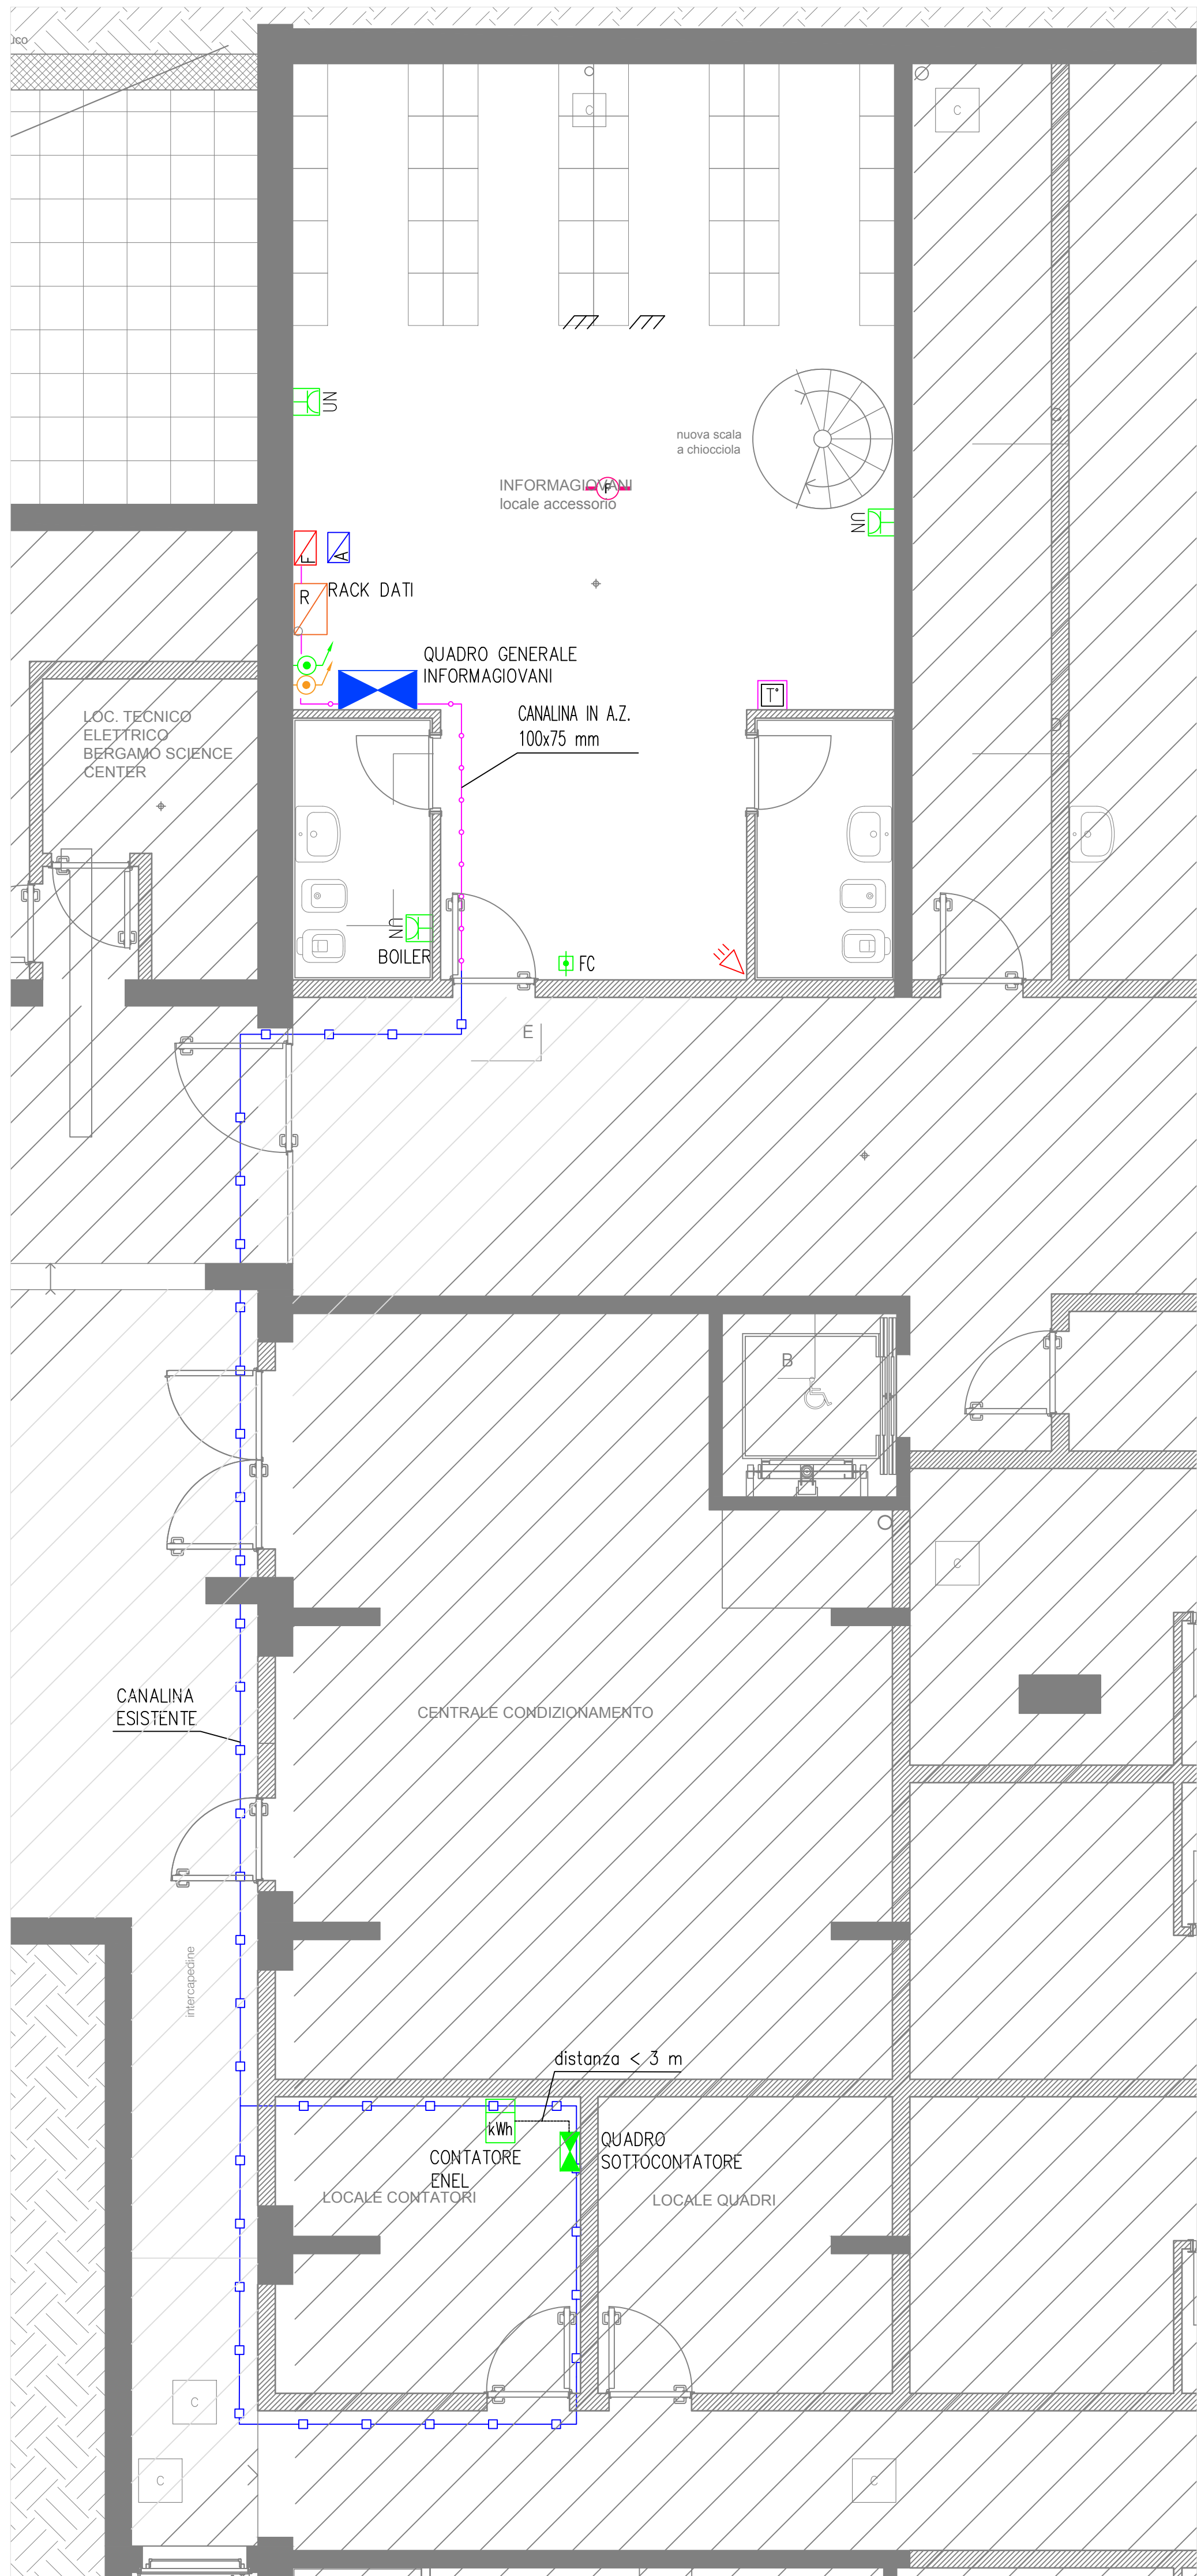 C
C
UN
nuova scala
a chiocciola
INFORMAGIOVANI
locale accessorio
F
UN
F
A
R
RACK DATI
QUADRO GENERALE
INFORMAGIOVANI
T°
CANALINA IN A.Z.
100x75 mm
LOC. TECNICO
ELETTRICO
BERGAMO SCIENCE
CENTER
UN
BOILER
FC
E
B
C
CANALINA
ESISTENTE
CENTRALE CONDIZIONAMENTO
intercapedine
distanza < 3 m
kWh
CONTATORE
ENEL
QUADRO
SOTTOCONTATORE
LOCALE CONTATORI
LOCALE QUADRI
C
C
C